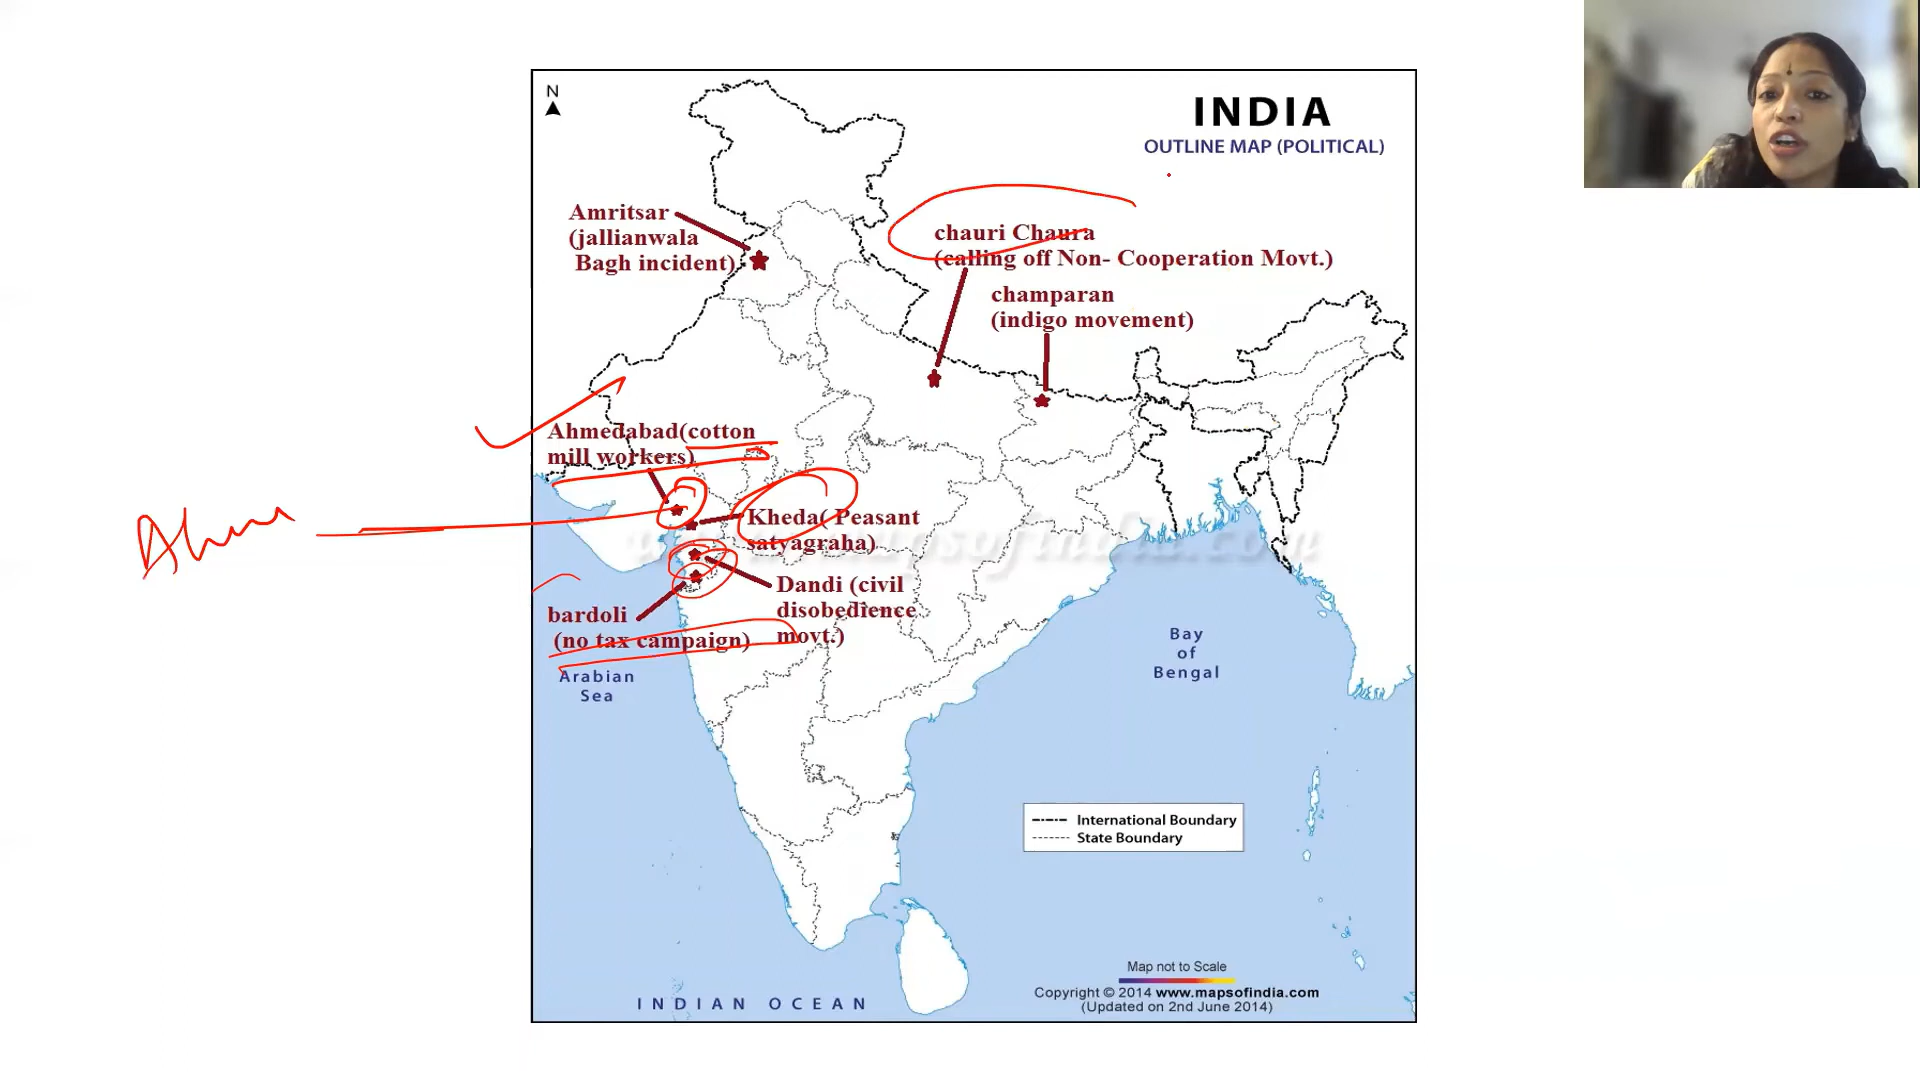 N
INDIA
OUTLINE MAP (POLITICAL)
Amritsar
(jallianwala
Bagh incident)
chauri Chaura
(calling off Non- Cooperation Movt.)
champaran
(indigo movement)
Ahmedabad(cotton
mill workers)
Kheda( Peasant
satyagraha)
Dandi (civil
disobedience
movt.)
bardoli
(no tax campaign)
Arabian
Sea
Bay
of
Bengal
International Boundary
State Boundary
Map not to Scale
Copyright © 2014 www.mapsofindia.com
(Updated on 2nd June 2014)
INDIAN OCEAN